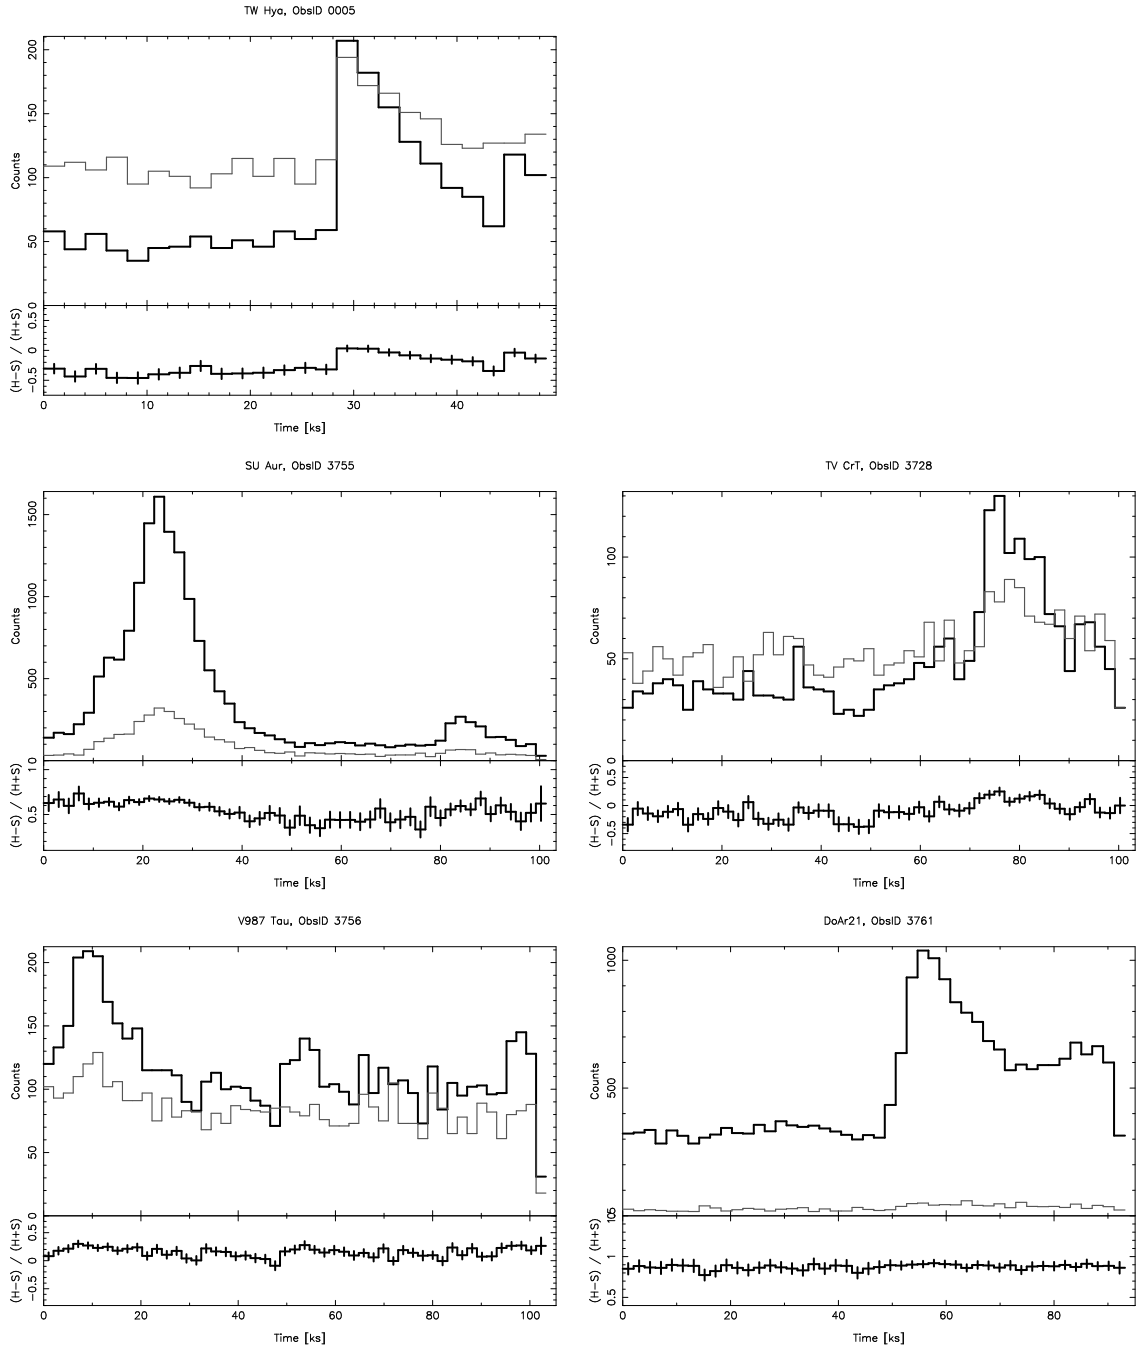 TW Hya, ObsID 0005
200
150
100
50
0
Counts
0.5
0
−0.5
(H−S) / (H+S)
0 10 20 30 40
Time [ks]
SU Aur, ObsID 3755
1500
1000
500
0
Counts
1
0.5
(H−S) / (H+S)
0 20 40 60 80 100
Time [ks]
TV CrT, ObsID 3728
100
50
0
Counts
0.5
0
−0.5
(H−S) / (H+S)
0 20 40 60 80 100
Time [ks]
V987 Tau, ObsID 3756
200
150
100
50
0
Counts
0.5
0
−0.5
(H−S) / (H+S)
0 20 40 60 80 100
Time [ks]
DoAr21, ObsID 3761
1000
500
Counts
1
0.5
(H−S) / (H+S)
0 20 40 60 80
Time [ks]